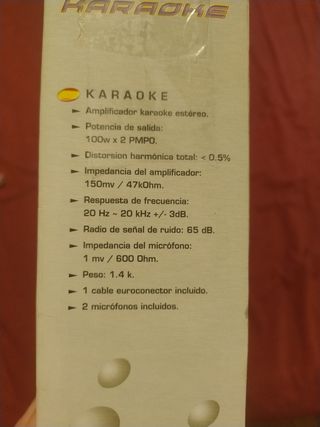 KARAOKE
KARAOKE
► Amplificador karaoke estéreo.
► Potencia de salida:
100w x 2 PMPO.
► Distorsion harmónica total: < 0.5%
► Impedancia del amplificador:
150mv / 47kOhm.
► Respuesta de frecuencia:
20 Hz ~ 20 kHz +/- 3dB.
► Radio de señal de ruido: 65 dB.
► Impedancia del micrófono:
1 mv / 600 Ohm.
► Peso: 1.4 k.
► 1 cable euroconector incluido.
► 2 micrófonos incluidos.